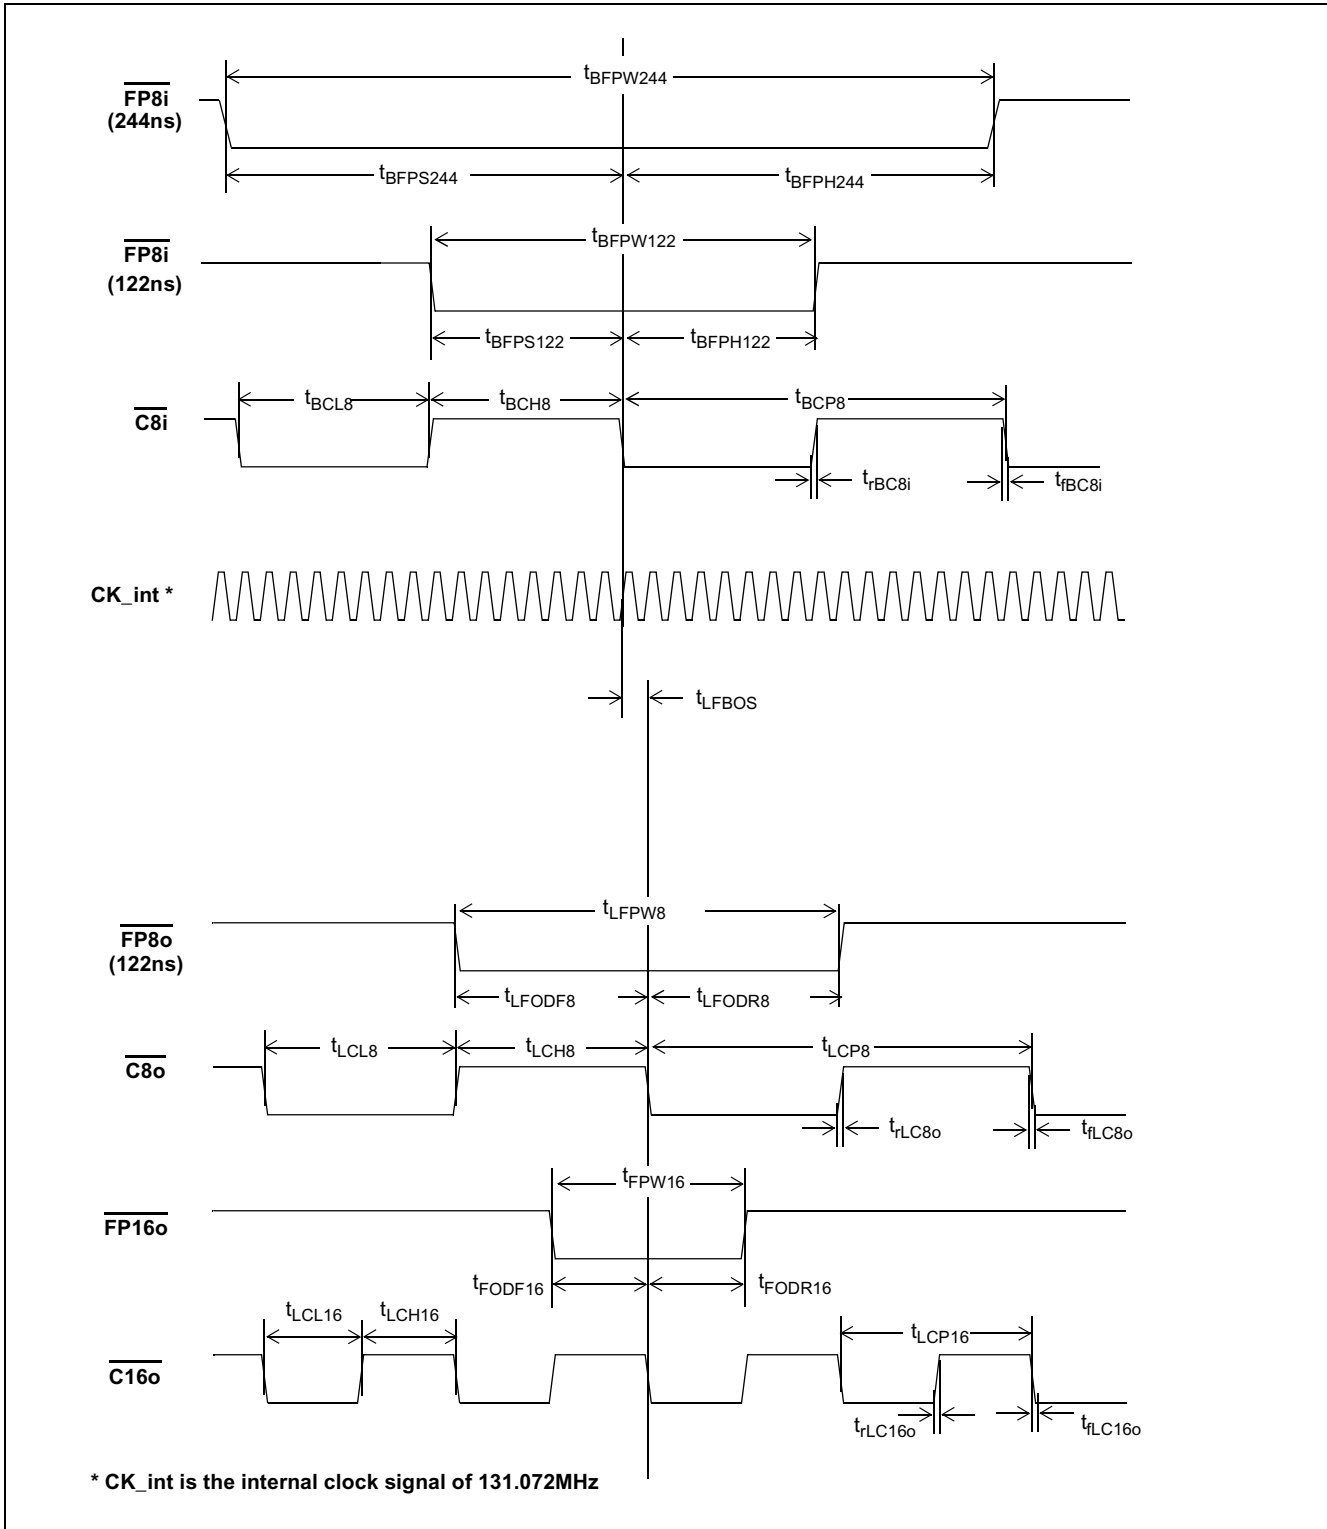 tBFPW244
FP8i
(244ns)
tBFPS244
tBFPH244
tBFPW122
FP8i
(122ns)
tBFPS122
tBFPH122
tBCL8
tBCH8
tBCP8
C8i
trBC8i
tfBC8i
CK_int *
tLFBOS
tLFPW8
FP8o
(122ns)
tLFODF8
tLFODR8
tLCL8
tLCH8
tLCP8
C8o
trLC8o
tfLC8o
tFPW16
FP16o
tFODF16
tFODR16
tLCL16
tLCH16
tLCP16
C16o
trLC16o
tfLC16o
* CK_int is the internal clock signal of 131.072MHz